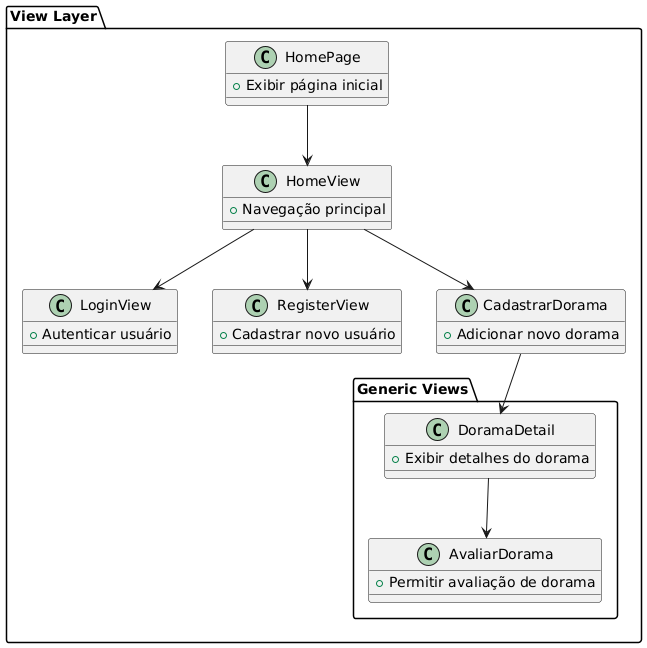 View Layer
C HomePage
Exibir página inicial
C HomeView
Navegação principal
C LoginView
Autenticar usuário
C RegisterView
Cadastrar novo usuário
C CadastrarDorama
Adicionar novo dorama
Generic Views
C DoramaDetail
Exibir detalhes do dorama
C AvaliarDorama
Permitir avaliação de dorama